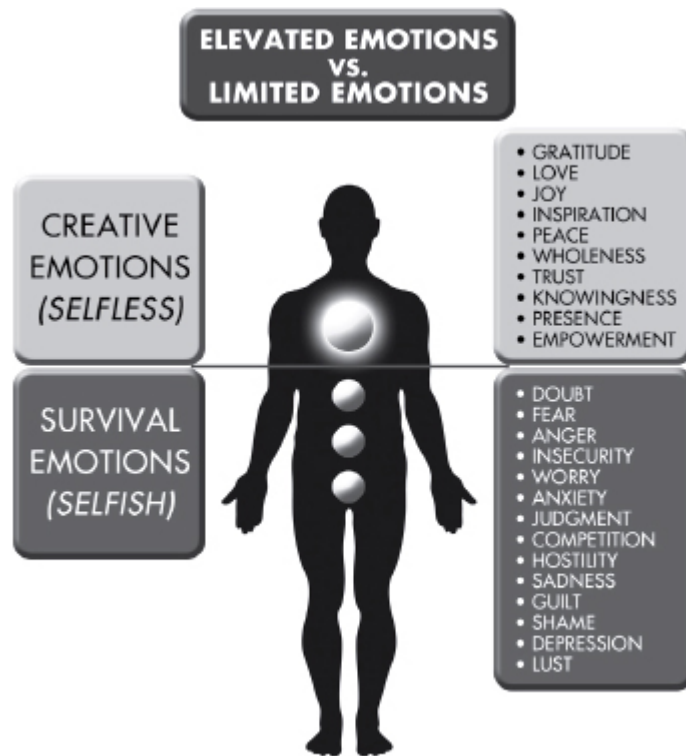 ELEVATED EMOTIONS
VS.
LIMITED EMOTIONS
CREATIVE
EMOTIONS
(SELFLESS)
• GRATITUDE
• LOVE
• JOY
• INSPIRATION
• PEACE
• WHOLENESS
• TRUST
• KNOWINGNESS
• PRESENCE
• EMPOWERMENT
SURVIVAL
EMOTIONS
(SELFISH)
• DOUBT
• FEAR
• ANGER
• INSECURITY
• WORRY
• ANXIETY
• JUDGMENT
• COMPETITION
• HOSTILITY
• SADNESS
• GUILT
• SHAME
• DEPRESSION
• LUST